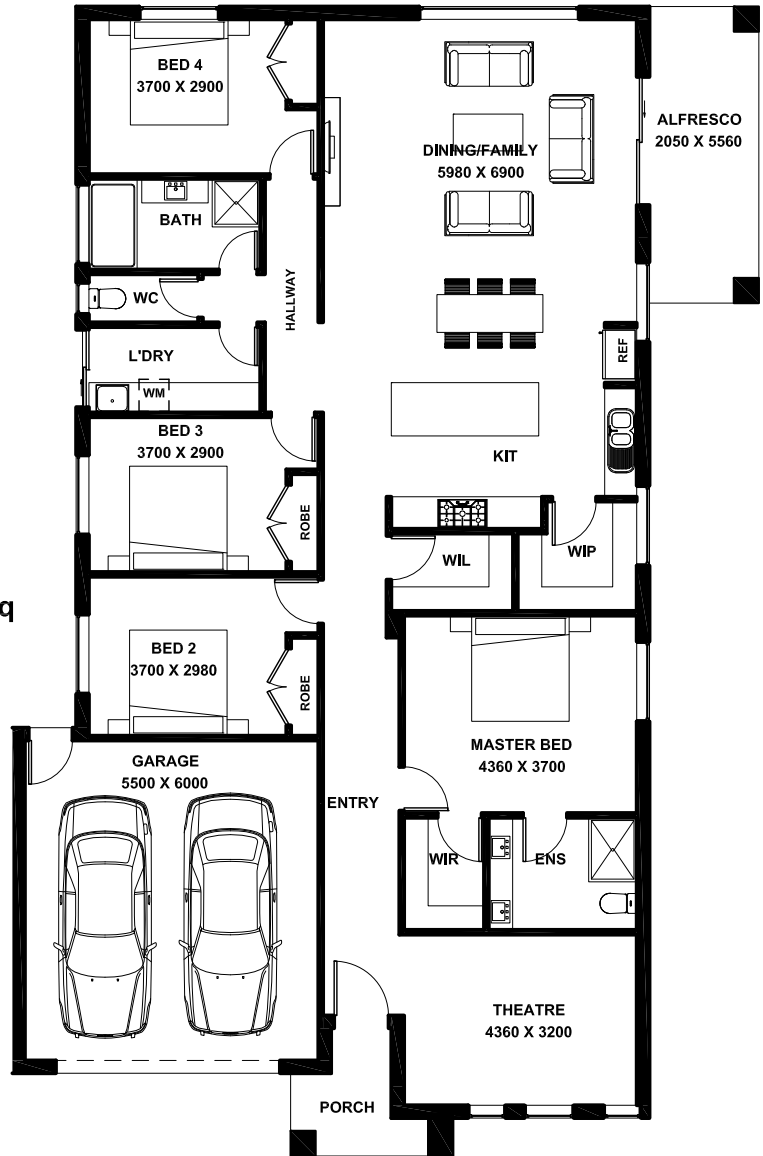 BED 4
3700 X 2900
DINING/FAMILY
5980 X 6900
ALFRESCO
2050 X 5560
BATH
WC
HALLWAY
L'DRY
WM
REF
BED 3
3700 X 2900
KIT
ROBE
WIL
WIP
q
BED 2
3700 X 2980
ROBE
MASTER BED
4360 X 3700
GARAGE
5500 X 6000
ENTRY
WIR
ENS
THEATRE
4360 X 3200
PORCH